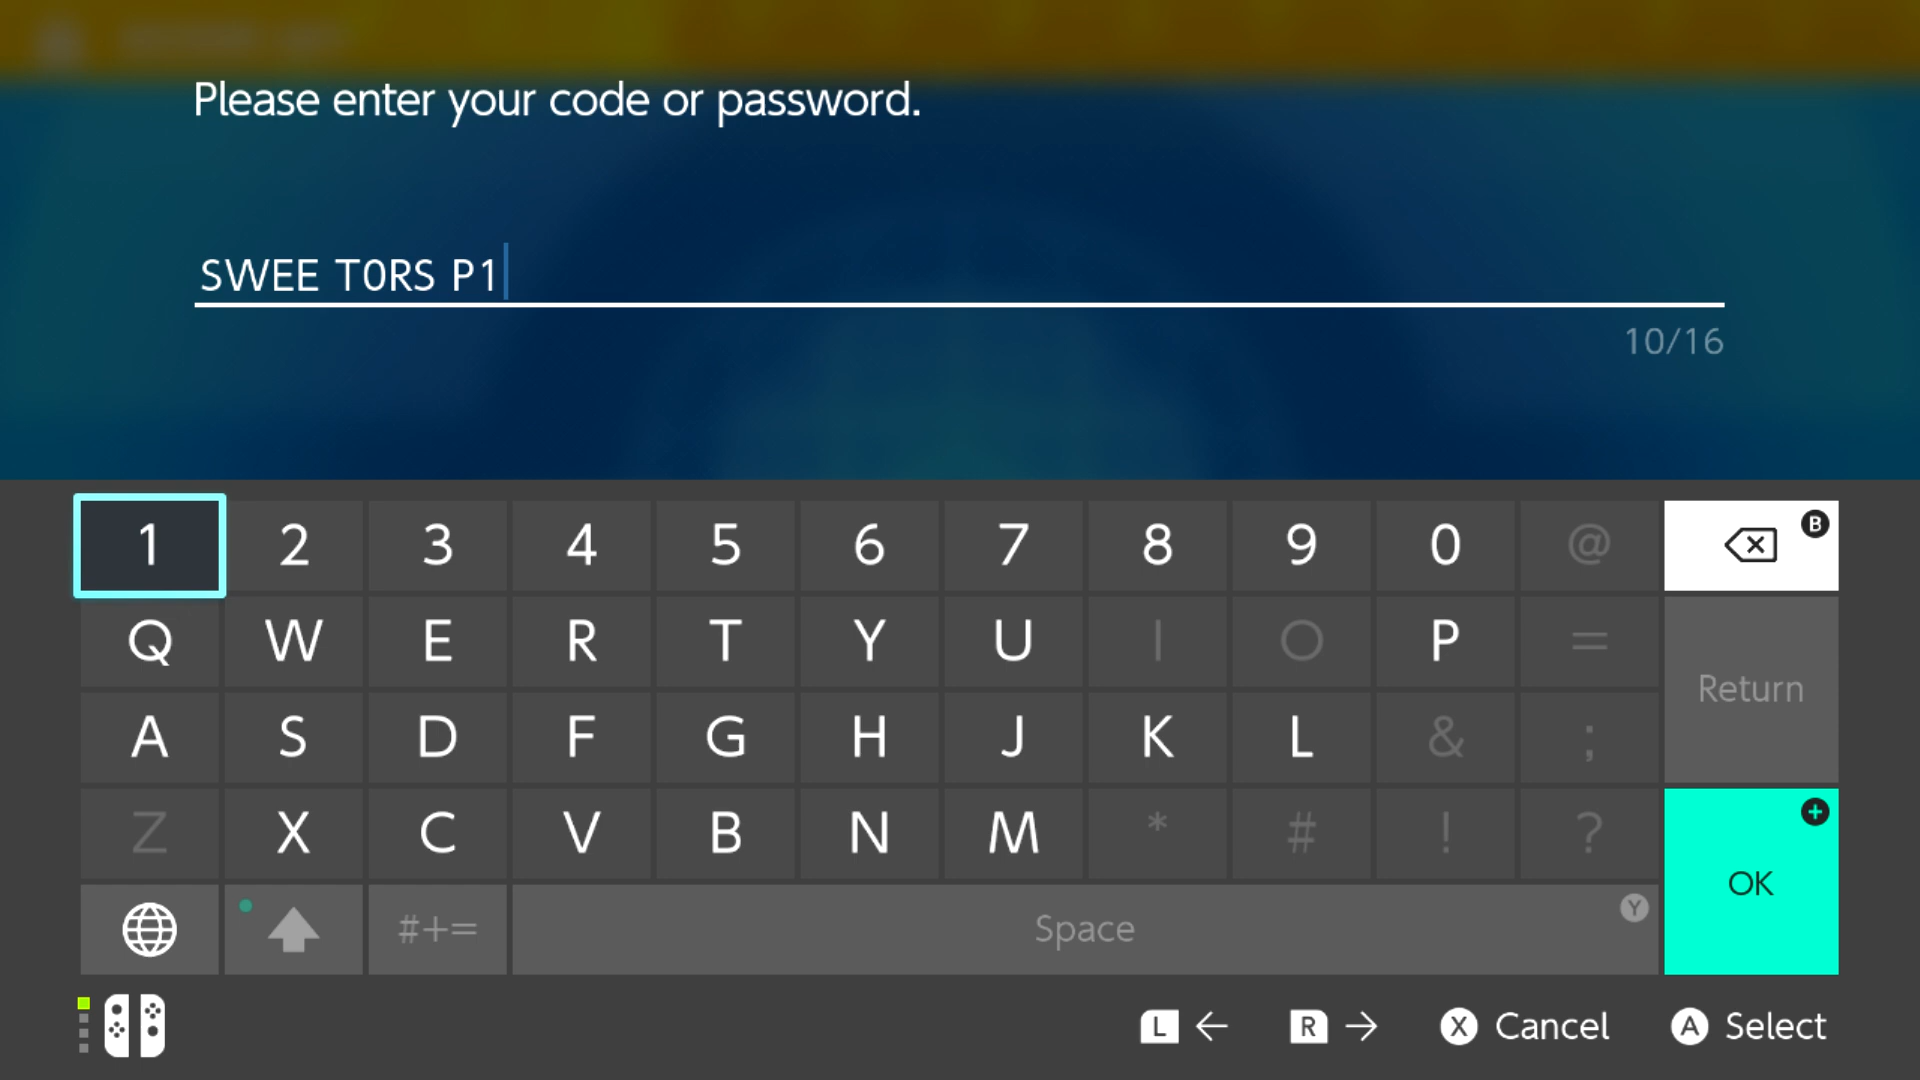 Please enter your code or password.
SWEE T0RS P1
10/16
1 2 3 4 5 6 7 8 9 0 @ B
Q W E R T Y U I O P = Return
A S D F G H J K L & ;
Z X C V B N M * # ! ? + OK
#+= Space Y
L ← R → X Cancel A Select